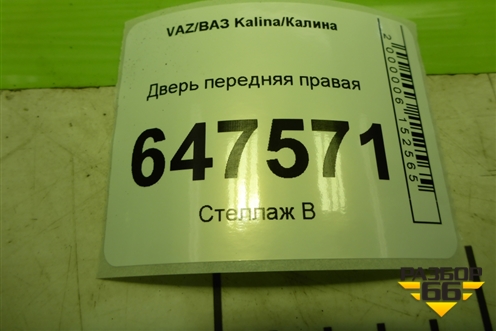 VAZ/ВАЗ Kalina/Калина
Дверь передняя правая
647571
Стеллаж В
2000006152565
РАЗБОР
66